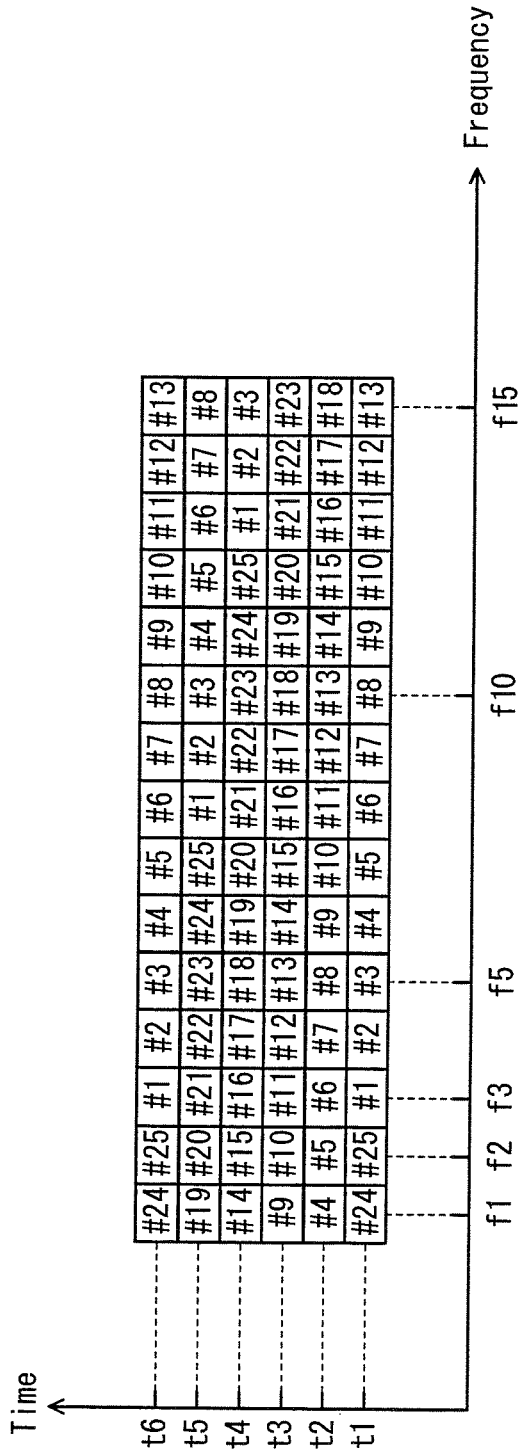 Time
t6 #24 #25 #1 #2 #3 #4 #5 #6 #7 #8 #9 #10 #11 #12 #13
t5 #19 #20 #21 #22 #23 #24 #25 #1 #2 #3 #4 #5 #6 #7 #8
t4 #14 #15 #16 #17 #18 #19 #20 #21 #22 #23 #24 #25 #1 #2 #3
t3 #9 #10 #11 #12 #13 #14 #15 #16 #17 #18 #19 #20 #21 #22 #23
t2 #4 #5 #6 #7 #8 #9 #10 #11 #12 #13 #14 #15 #16 #17 #18
t1 #24 #25 #1 #2 #3 #4 #5 #6 #7 #8 #9 #10 #11 #12 #13
Frequency
f1 f2 f3 f5 f10 f15